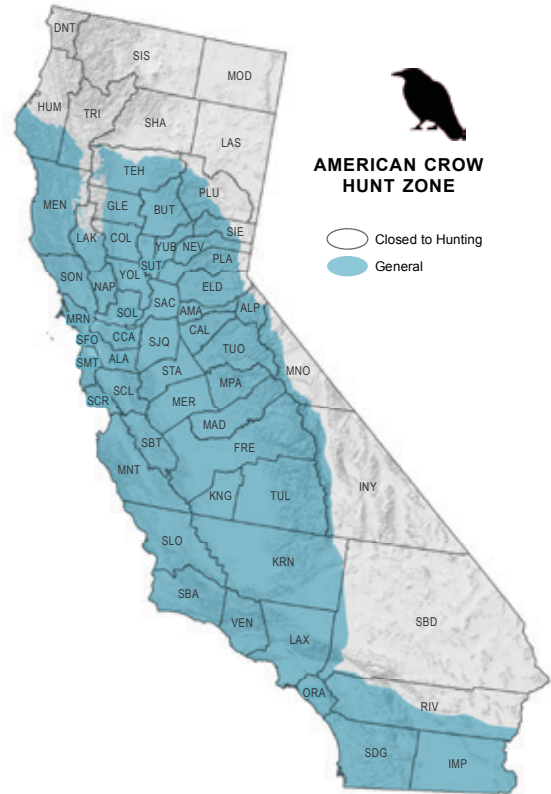 DNT
SIS
MOD
HUM
TRI
SHA
LAS
AMERICAN CROW
HUNT ZONE
Closed to Hunting
General
TEH
PLU
MEN
GLE
BUT
SIE
LAK
COL
YUB
NEV
SUT
PLA
SON
NAP
YOL
ELD
SOL
SAC
AMA
ALP
MRN
CAL
SFO
CCA
SJQ
TUO
SMT
ALA
STA
MNO
SCR
SCL
MPA
MER
MAD
SBT
FRE
MNT
KNG
TUL
INY
SLO
KRN
SBA
VEN
LAX
SBD
ORA
RIV
SDG
IMP